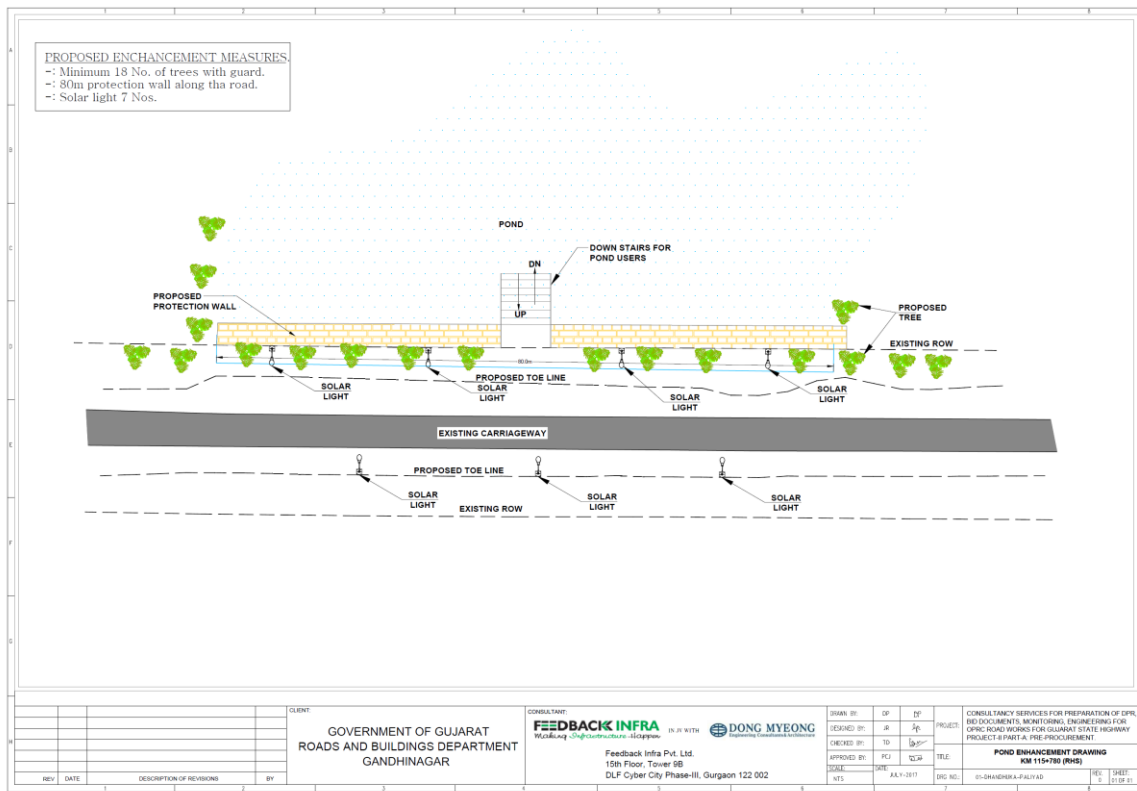 PROPOSED ENCHANCEMENT MEASURES.
-: Minimum 18 No. of trees with guard.
-: 80m protection wall along tha road.
-: Solar light 7 Nos.
POND
DOWN STAIRS FOR
POND USERS
DN
UP
PROPOSED
PROTECTION WALL
PROPOSED
TREE
EXISTING ROW
80.0m
PROPOSED TOE LINE
SOLAR
LIGHT
SOLAR
LIGHT
SOLAR
LIGHT
SOLAR
LIGHT
EXISTING CARRIAGEWAY
PROPOSED TOE LINE
SOLAR
LIGHT
SOLAR
LIGHT
SOLAR
LIGHT
EXISTING ROW
REV DATE DESCRIPTION OF REVISIONS BY
CLIENT:
GOVERNMENT OF GUJARAT
ROADS AND BUILDINGS DEPARTMENT
GANDHINAGAR
CONSULTANT:
FEEDBACK INFRA
Making Infrastructure Happen
IN JV WITH
DONG MYEONG
Engineering Consultants & Architecture
Feedback Infra Pvt. Ltd.
15th Floor, Tower 9B
DLF Cyber City Phase-III, Gurgaon 122 002
DRAWN BY: DP
DESIGNED BY: JR
CHECKED BY: TD
APPROVED BY: PCJ
SCALE: NTS
DATE: JULY-2017
PROJECT: CONSULTANCY SERVICES FOR PREPARATION OF DPR,
BID DOCUMENTS, MONITORING, ENGINEERING FOR
OPRC ROAD WORKS FOR GUJARAT STATE HIGHWAY
PROJECT-II PART-A: PRE-PROCUREMENT.
TITLE: POND ENHANCEMENT DRAWING
KM 115+780 (RHS)
DRG NO.: 01-DHANDHUKA-PALIYAD
REV. 0
SHEET: 01 OF 01